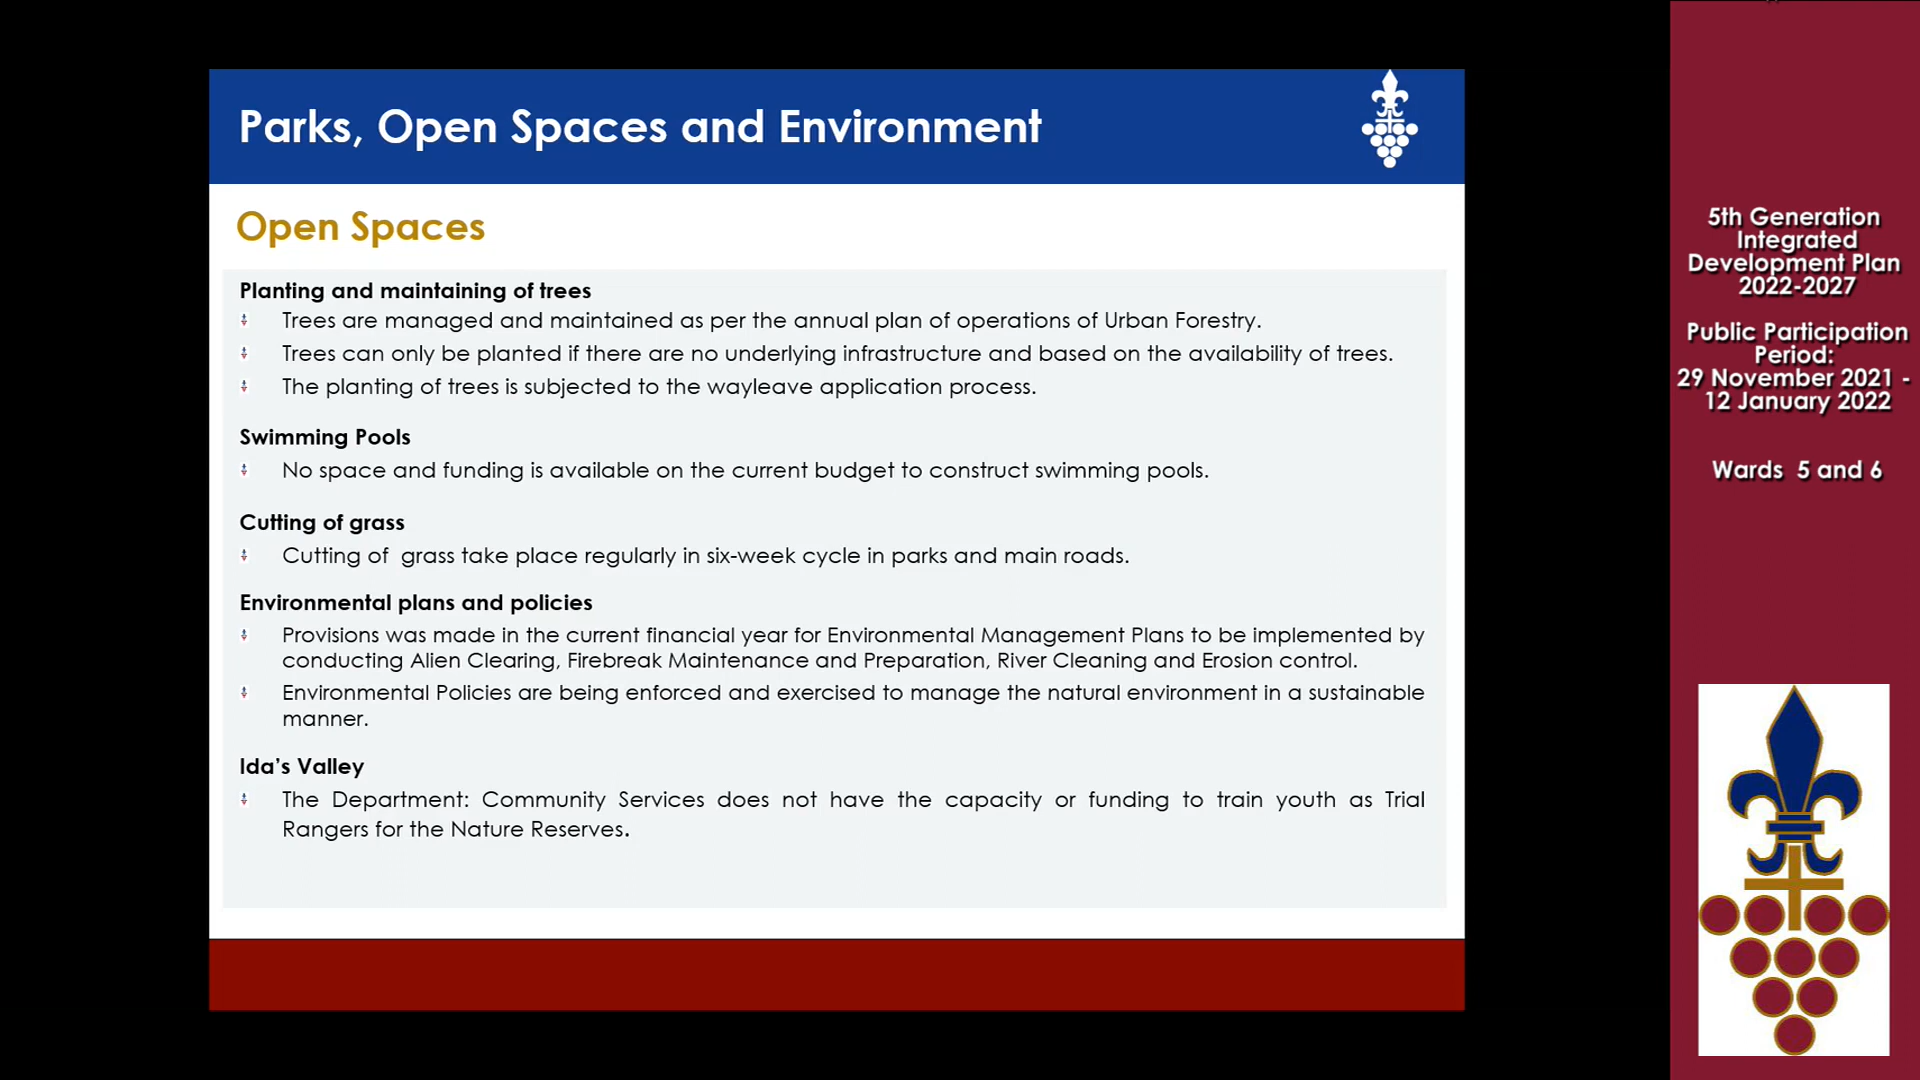 Parks, Open Spaces and Environment
Open Spaces
Planting and maintaining of trees
Trees are managed and maintained as per the annual plan of operations of Urban Forestry.
Trees can only be planted if there are no underlying infrastructure and based on the availability of trees.
The planting of trees is subjected to the wayleave application process.
Swimming Pools
No space and funding is available on the current budget to construct swimming pools.
Cutting of grass
Cutting of  grass take place regularly in six-week cycle in parks and main roads.
Environmental plans and policies
Provisions was made in the current financial year for Environmental Management Plans to be implemented by
conducting Alien Clearing, Firebreak Maintenance and Preparation, River Cleaning and Erosion control.
Environmental Policies are being enforced and exercised to manage the natural environment in a sustainable
manner.
Ida’s Valley
The Department: Community Services does not have the capacity or funding to train youth as Trial
Rangers for the Nature Reserves.
5th Generation
Integrated
Development Plan
2022-2027
Public Participation
Period:
29 November 2021 -
12 January 2022
Wards  5 and 6